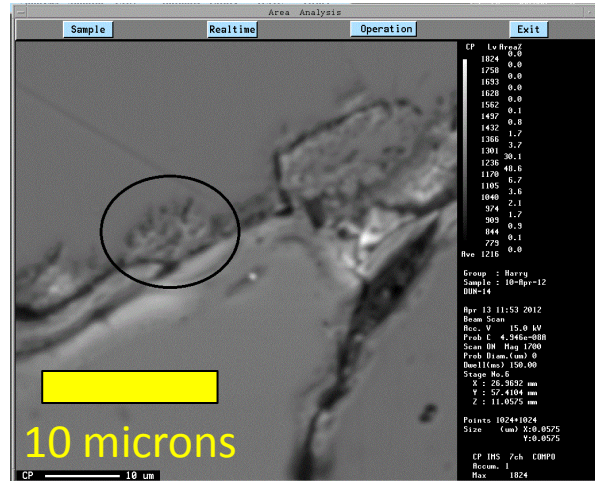 Area Analysis
Sample Realtime Operation Exit
CP Lv Area%
0.0
1824
0.0
1758
0.0
1693
0.0
1628
0.0
1562
0.1
1497
0.8
1432
1.7
1366
3.7
1301
30.1
1236
48.6
1170
6.7
1105
3.6
1040
2.1
974
1.7
909
0.9
844
0.1
779
0.0
Ave 1216
Group : Harry
Sample : 10-Apr-12
DUN-14
Apr 13 11:53 2012
Beam Scan
Acc. V 15.0 kV
Prob C 4.946e-08A
Scan ON Mag 1700
Prob Diam.(um) 0
Dwell(ms) 150.00
Stage No.6
X : 26.9692 mm
Y : 57.4104 mm
Z : 11.0575 mm
Points 1024*1024
Size (um) X:0.0575
Y:0.0575
CP IMS 7ch COMPO
Accum. 1
Max 1824
10 microns
CP 10 um